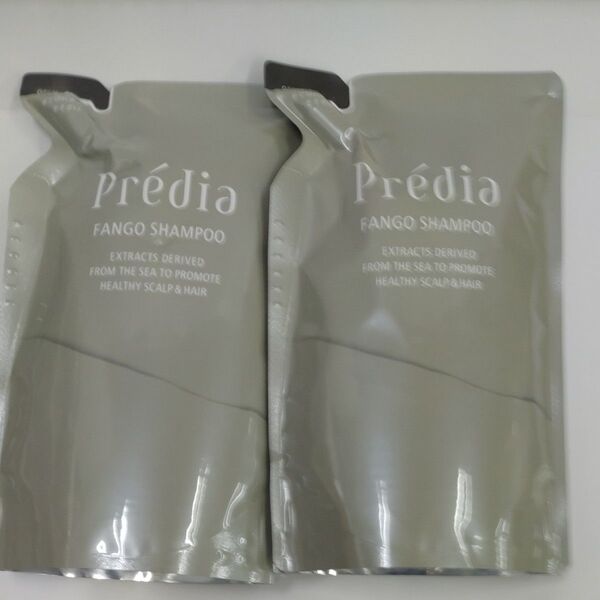 Prédia
FANGO SHAMPOO
EXTRACTS DERIVED
FROM THE SEA TO PROMOTE
HEALTHY SCALP & HAIR
Prédia
FANGO SHAMPOO
EXTRACTS DERIVED
FROM THE SEA TO PROMOTE
HEALTHY SCALP & HAIR